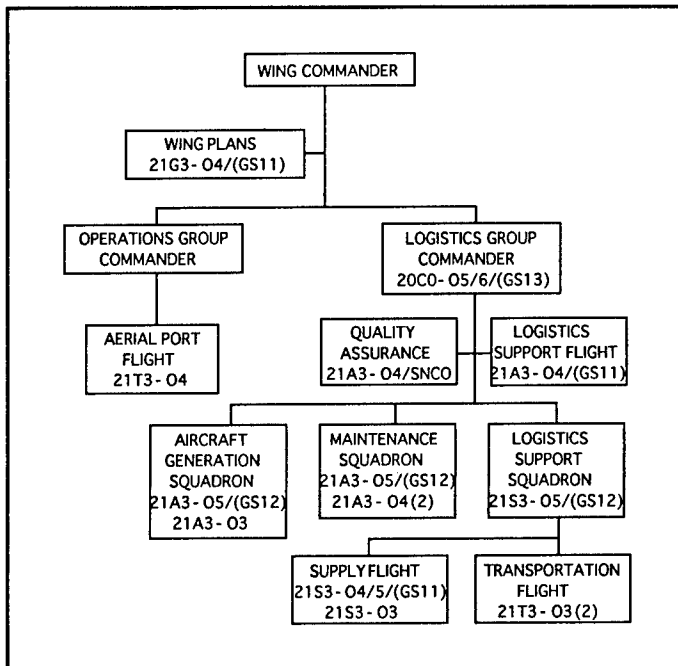 WING COMMANDER
WING PLANS
21G3- O4/(GS11)
OPERATIONS GROUP
COMMANDER
LOGISTICS GROUP
COMMANDER
20C0- O5/6/(GS13)
AERIAL PORT
FLIGHT
21T3- O4
QUALITY
ASSURANCE
21A3- O4/SNCO
LOGISTICS
SUPPORT FLIGHT
21A3- O4/(GS11)
AIRCRAFT
GENERATION
SQUADRON
21A3- O5/(GS12)
21A3- O3
MAINTENANCE
SQUADRON
21A3- O5/(GS12)
21A3- O4(2)
LOGISTICS
SUPPORT
SQUADRON
21S3- O5/(GS12)
SUPPLY FLIGHT
21S3- O4/5/(GS11)
21S3- O3
TRANSPORTATION
FLIGHT
21T3- O3(2)